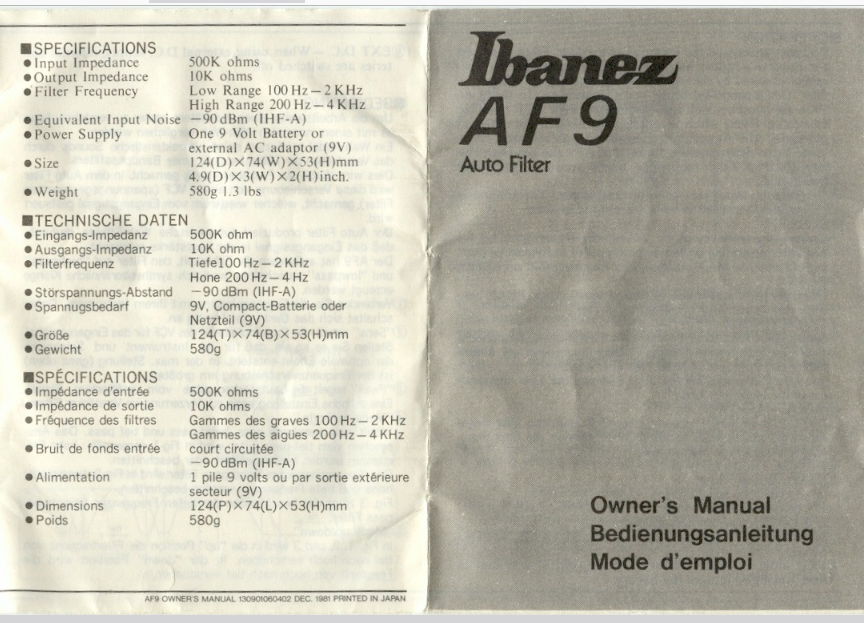 ■SPECIFICATIONS
●Input Impedance 500K ohms
●Output Impedance 10K ohms
●Filter Frequency Low Range 100 Hz – 2 KHz
High Range 200 Hz – 4 KHz
●Equivalent Input Noise –90 dBm (IHF-A)
●Power Supply One 9 Volt Battery or
external AC adaptor (9V)
●Size 124(D)×74(W)×53(H)mm
4.9(D)×3(W)×2(H)inch.
●Weight 580g 1.3 lbs
■TECHNISCHE DATEN
●Eingangs-Impedanz 500K ohm
●Ausgangs-Impedanz 10K ohm
●Filterfrequenz Tiefe100 Hz – 2 KHz
Hone 200 Hz – 4 Hz
●Störspannungs-Abstand –90 dBm (IHF-A)
●Spannugsbedarf 9V, Compact-Batterie oder
Netzteil (9V)
●Größe 124(T)×74(B)×53(H)mm
●Gewicht 580g
■SPÉCIFICATIONS
●Impédance d'entrée 500K ohms
●Impédance de sortie 10K ohms
●Fréquence des filtres Gammes des graves 100 Hz – 2 KHz
Gammes des aigües 200 Hz – 4 KHz
●Bruit de fonds entrée court circuitée
–90 dBm (IHF-A)
●Alimentation 1 pile 9 volts ou par sortie extérieure
secteur (9V)
●Dimensions 124(P)×74(L)×53(H)mm
●Poids 580g
AF9 OWNER'S MANUAL 130901060402 DEC. 1981 PRINTED IN JAPAN
Ibanez
AF9
Auto Filter
Owner's Manual
Bedienungsanleitung
Mode d'emploi